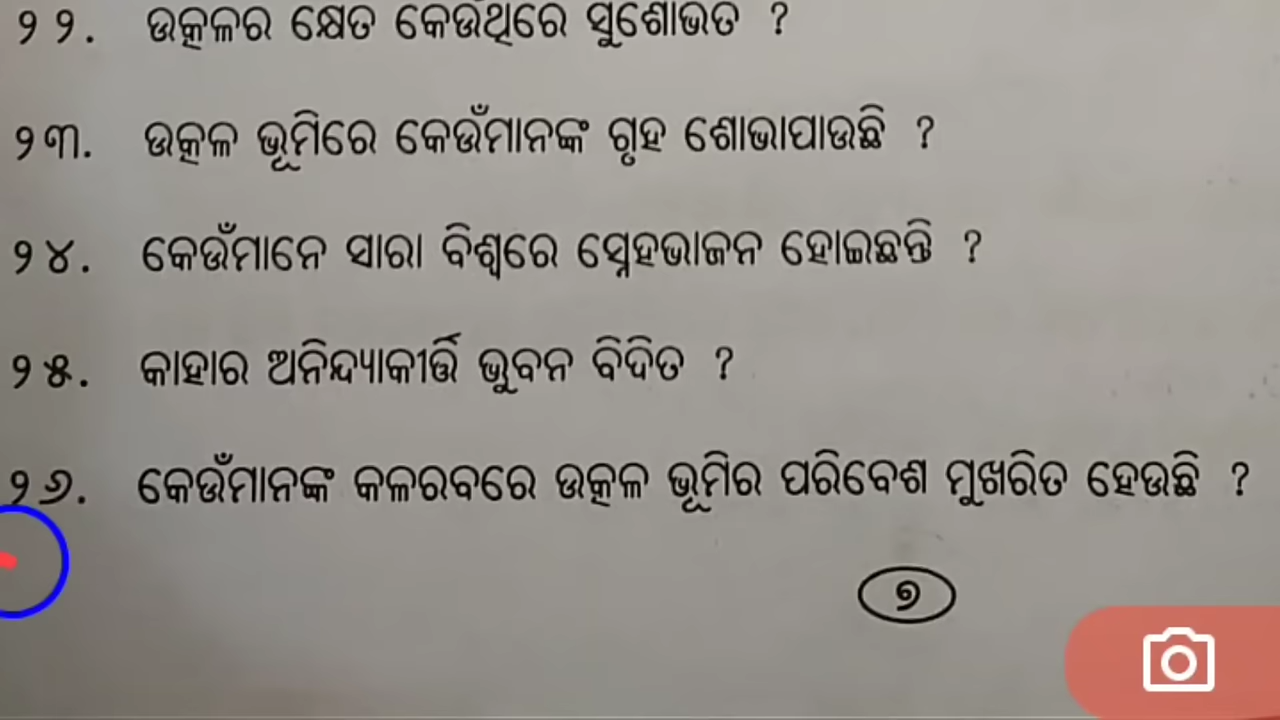 ୨୨. ଉତ୍କଳର କ୍ଷେତ କେଉଁଥିରେ ସୁଶୋଭିତ ?
୨୩. ଉତ୍କଳ ଭୂମିରେ କେଉଁମାନଙ୍କ ଗୃହ ଶୋଭାପାଉଛି ?
୨୪. କେଉଁମାନେ ସାରା ବିଶ୍ୱରେ ସ୍ନେହଭାଜନ ହୋଇଛନ୍ତି ?
୨୫. କାହାର ଅନିନ୍ଦ୍ୟାକୀର୍ତ୍ତି ଭୁବନ ବିଦିତ ?
୨୬. କେଉଁମାନଙ୍କ କଳରବରେ ଉତ୍କଳ ଭୂମିର ପରିବେଶ ମୁଖରିତ ହେଉଛି ?
୭